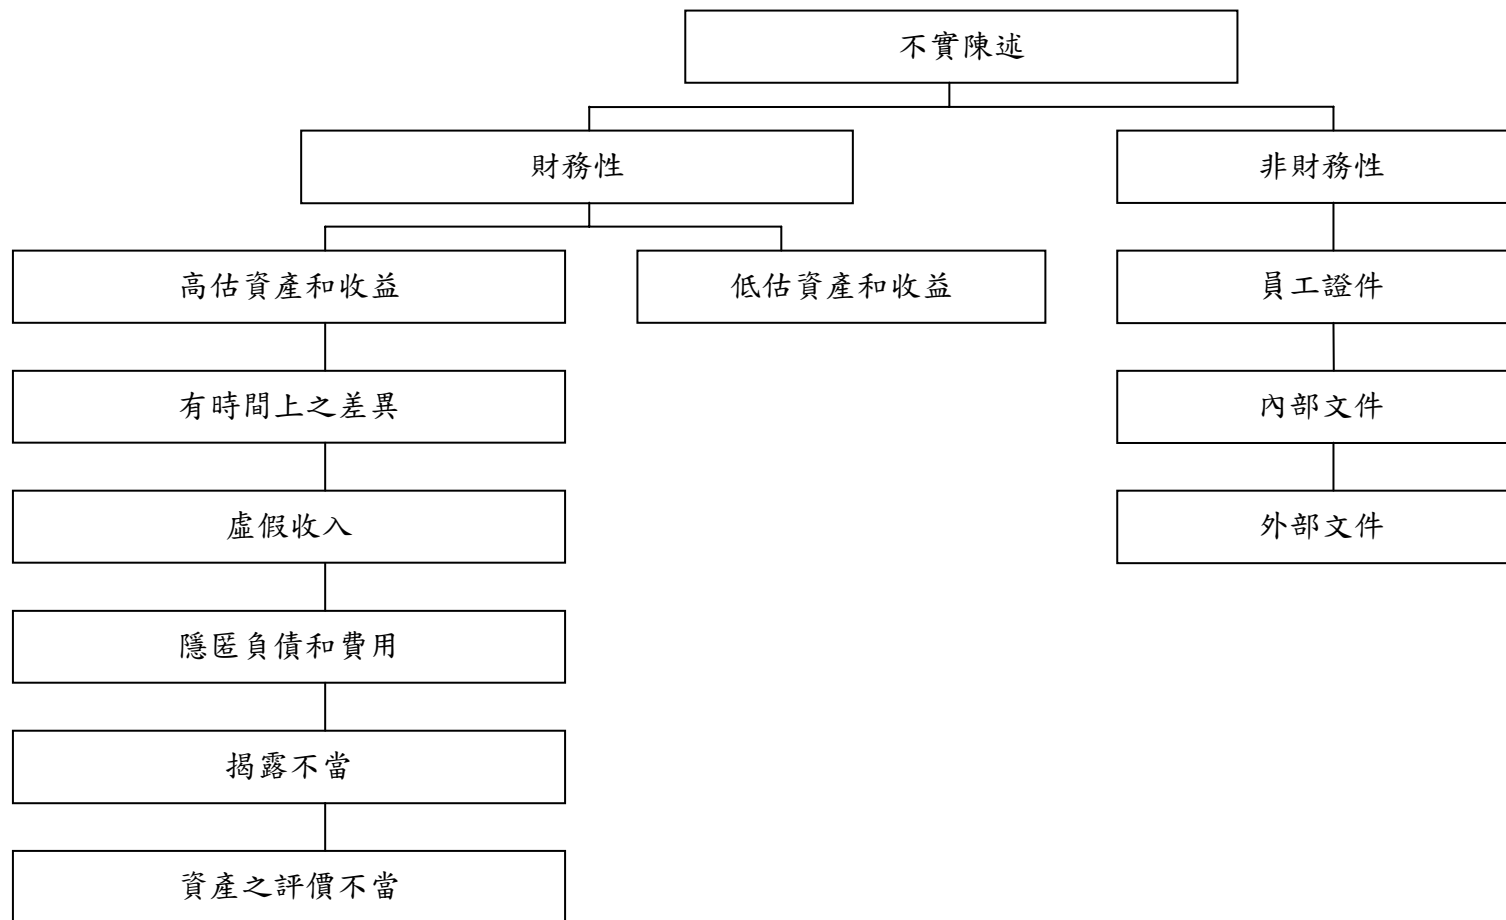 不實陳述
財務性
非財務性
高估資產和收益
低估資產和收益
員工證件
有時間上之差異
內部文件
虛假收入
外部文件
隱匿負債和費用
揭露不當
資產之評價不當